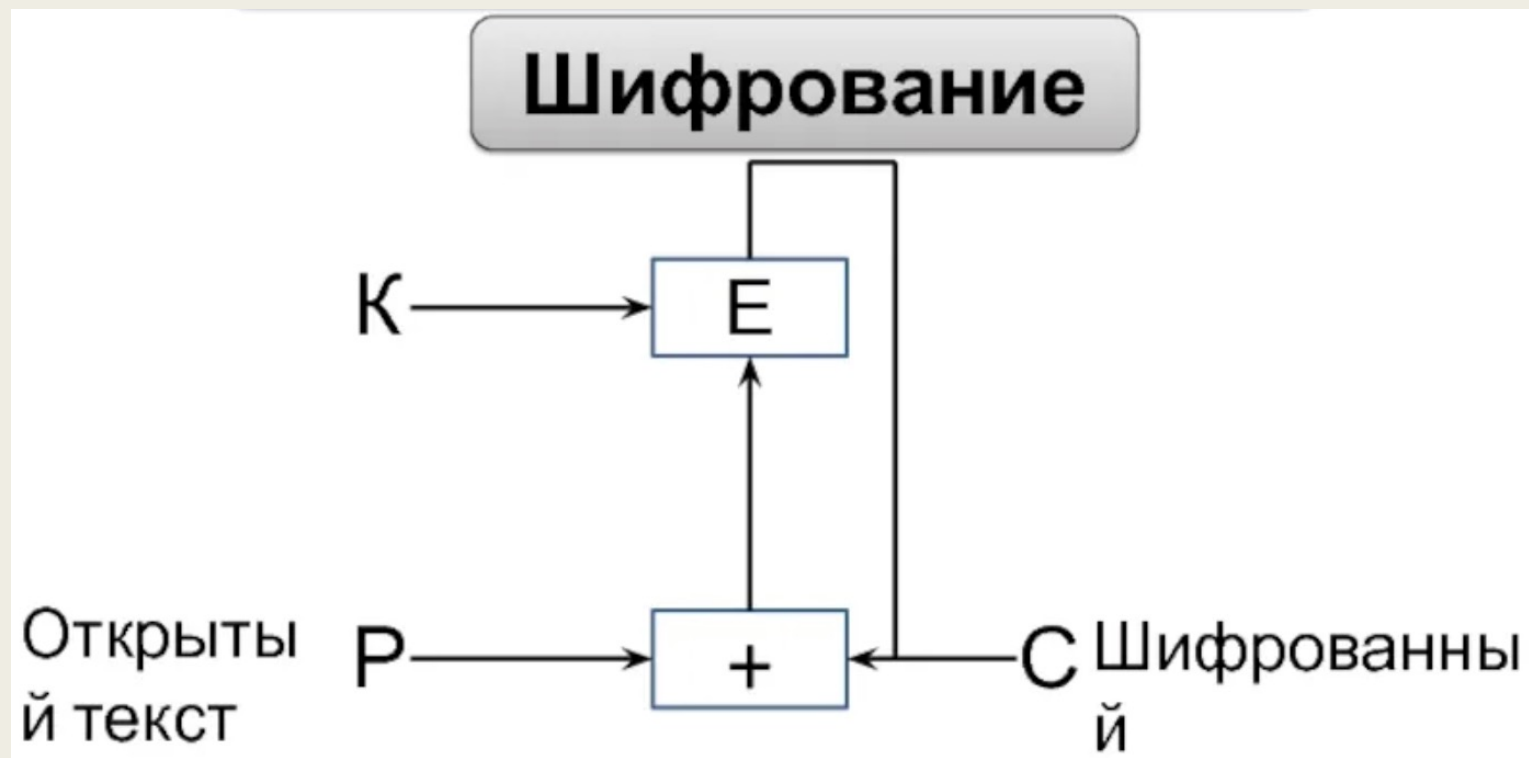 Шифрование
К
Е
Открыты
й текст
Р
+
С
Шифрованны
й